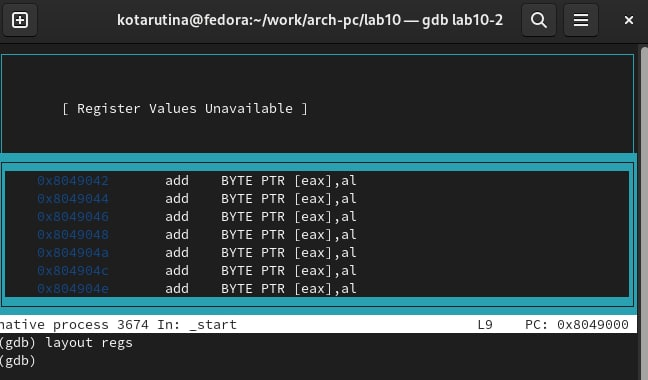 kotarutina@fedora:~/work/arch-pc/lab10 — gdb lab10-2
[ Register Values Unavailable ]
0x8049042 add BYTE PTR [eax],al
0x8049044 add BYTE PTR [eax],al
0x8049046 add BYTE PTR [eax],al
0x8049048 add BYTE PTR [eax],al
0x804904a add BYTE PTR [eax],al
0x804904c add BYTE PTR [eax],al
0x804904e add BYTE PTR [eax],al
native process 3674 In: _start L9 PC: 0x8049000
(gdb) layout regs
(gdb)